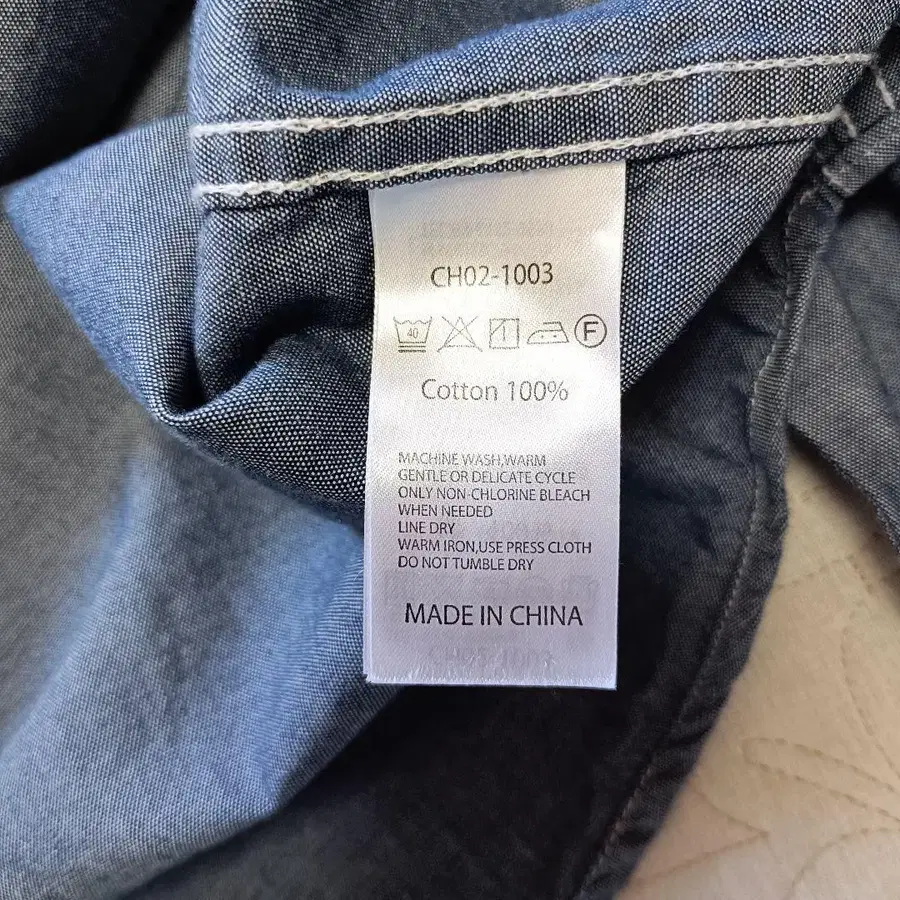 CH02-1003
40 F
Cotton 100%
MACHINE WASH,WARM
GENTLE OR DELICATE CYCLE
ONLY NON-CHLORINE BLEACH
WHEN NEEDED
LINE DRY
WARM IRON,USE PRESS CLOTH
DO NOT TUMBLE DRY
MADE IN CHINA